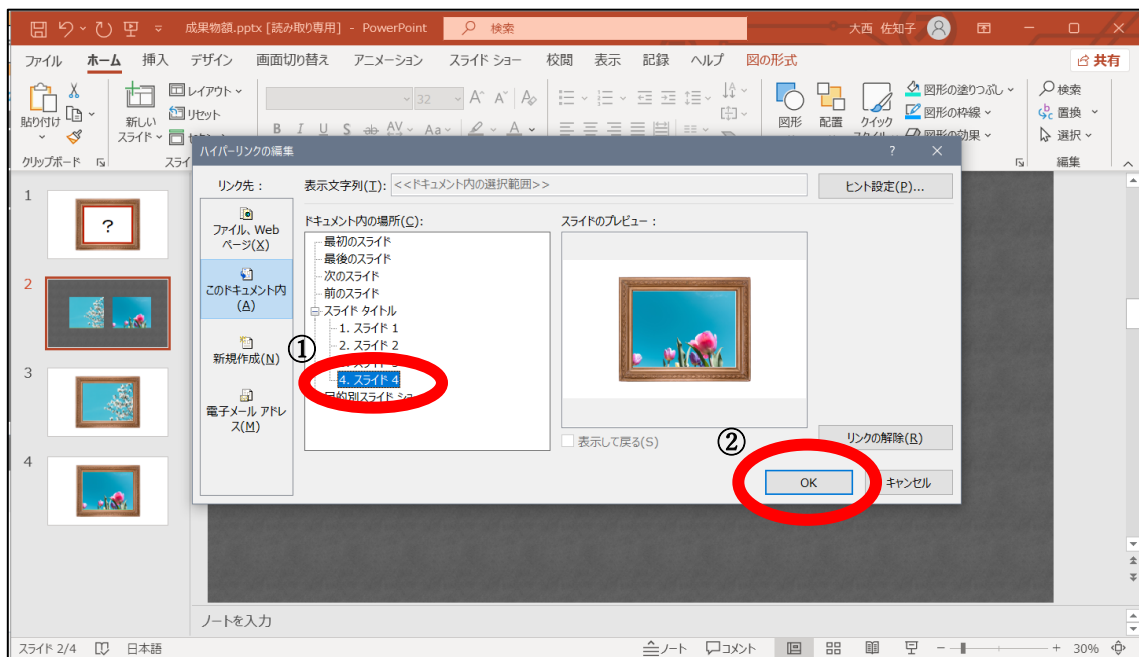 成果物額.pptx [読み取り専用] - PowerPoint
検索
大西 佐知子
ファイル ホーム 挿入 デザイン 画面切り替え アニメーション スライド ショー 校閲 表示 記録 ヘルプ 図の形式
共有
貼り付け
新しい
スライド
レイアウト
リセット
32
B I U S ab AV Aa A
図形
配置
クイック
図形の塗りつぶし
図形の枠線
図形の効果
検索
置換
選択
クリップボード
スライ
編集
ハイパーリンクの編集
? ×
リンク先：
表示文字列(T): <<ドキュメント内の選択範囲>>
ヒント設定(P)...
ファイル、Web
ページ(X)
このドキュメント内
(A)
新規作成(N)
電子メール アドレ
ス(M)
ドキュメント内の場所(C):
最初のスライド
最後のスライド
次のスライド
前のスライド
スライド タイトル
1. スライド 1
2. スライド 2
①
4. スライド 4
目的別スライド ショー
スライドのプレビュー：
表示して戻る(S)
②
リンクの解除(R)
OK
キャンセル
1
?
2
3
4
ノートを入力
スライド 2/4 日本語
ノート コメント
30%